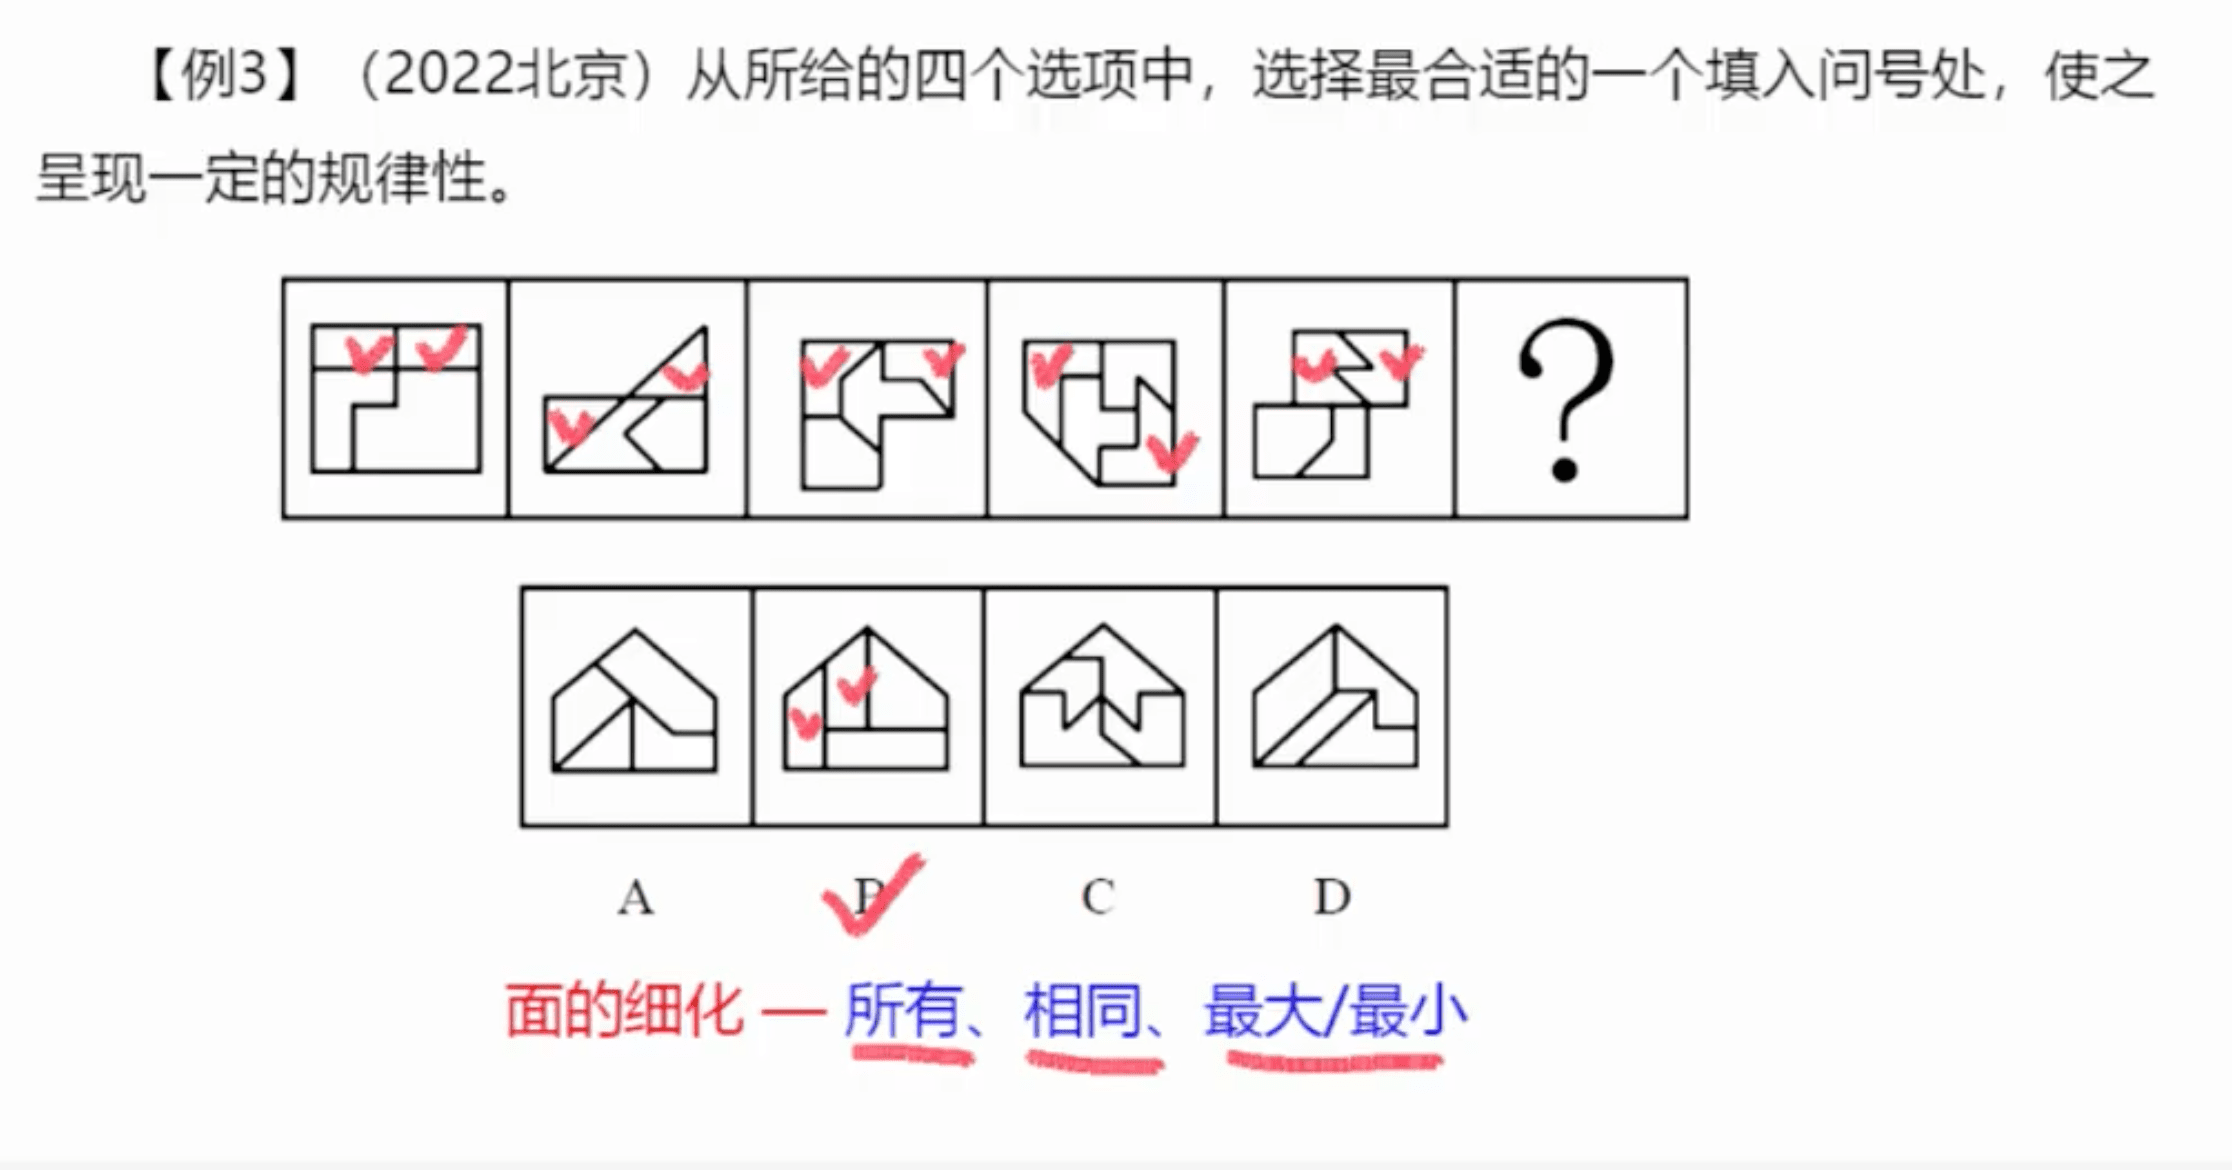 【例3】（2022北京）从所给的四个选项中，选择最合适的一个填入问号处，使之
呈现一定的规律性。
?
A B C D
面的细化 — 所有、相同、最大/最小